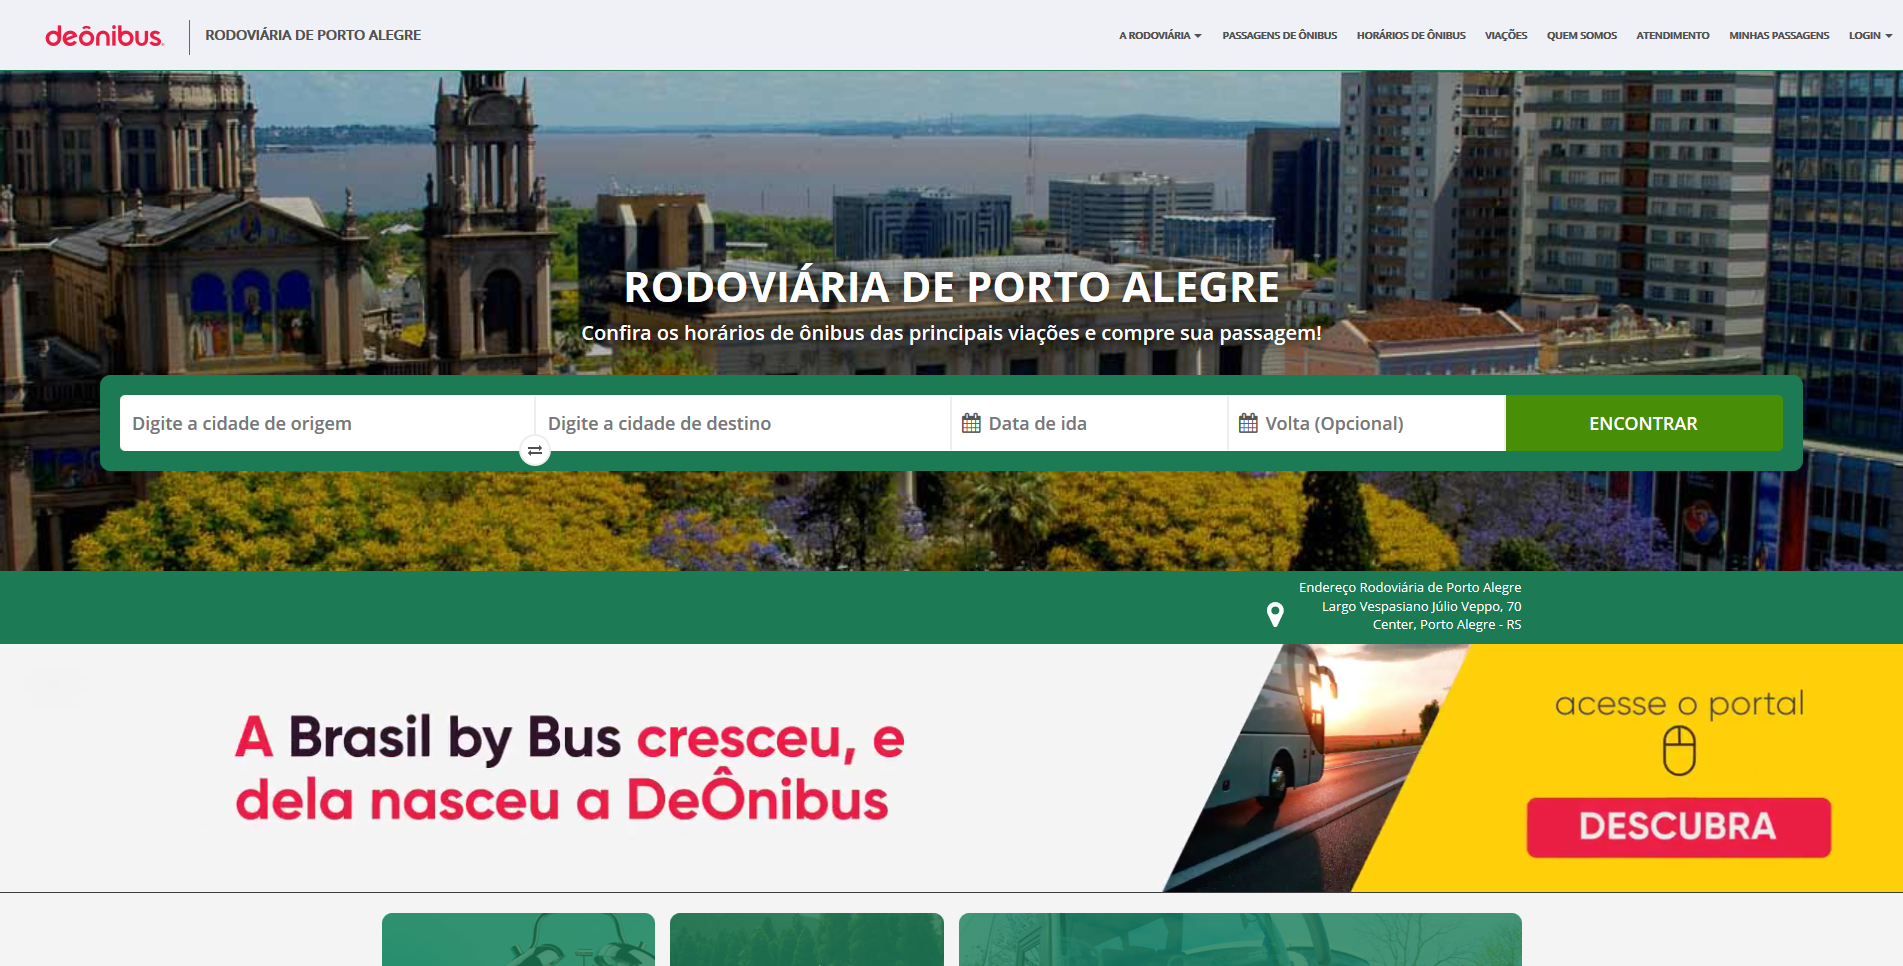 deônibus.
RODOVIÁRIA DE PORTO ALEGRE
A RODOVIÁRIA
PASSAGENS DE ÔNIBUS
HORÁRIOS DE ÔNIBUS
VIAÇÕES
QUEM SOMOS
ATENDIMENTO
MINHAS PASSAGENS
LOGIN
RODOVIÁRIA DE PORTO ALEGRE
Confira os horários de ônibus das principais viações e compre sua passagem!
Digite a cidade de origem
Digite a cidade de destino
Data de ida
Volta (Opcional)
ENCONTRAR
Endereço Rodoviária de Porto Alegre
Largo Vespasiano Júlio Veppo, 70
Center, Porto Alegre - RS
A Brasil by Bus cresceu, e
dela nasceu a DeÔnibus
acesse o portal
DESCUBRA